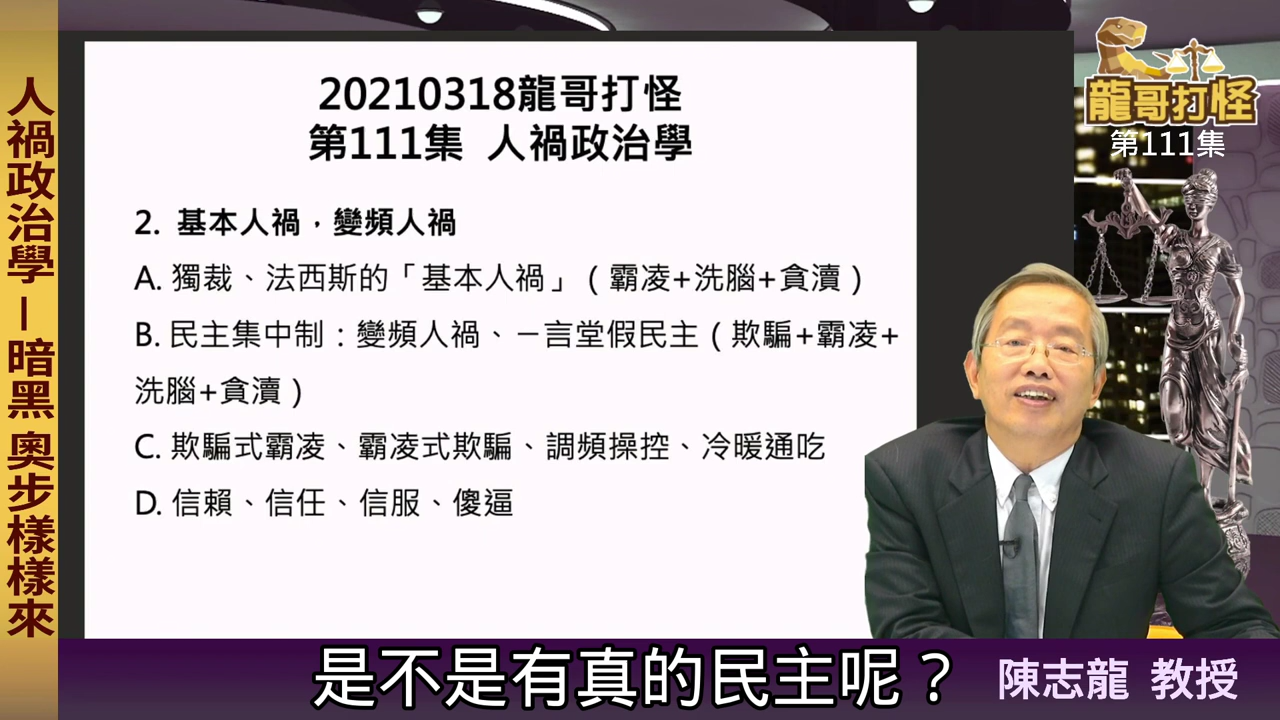 人禍政治學—暗黑 奧步樣樣來
20210318龍哥打怪
第111集 人禍政治學
2. 基本人禍，變頻人禍
A. 獨裁、法西斯的「基本人禍」（霸凌+洗腦+貪瀆）
B. 民主集中制：變頻人禍、一言堂假民主（欺騙+霸凌+
洗腦+貪瀆）
C. 欺騙式霸凌、霸凌式欺騙、調頻操控、冷暖通吃
D. 信賴、信任、信服、傻逼
龍哥打怪
第111集
是不是有真的民主呢？
陳志龍 教授